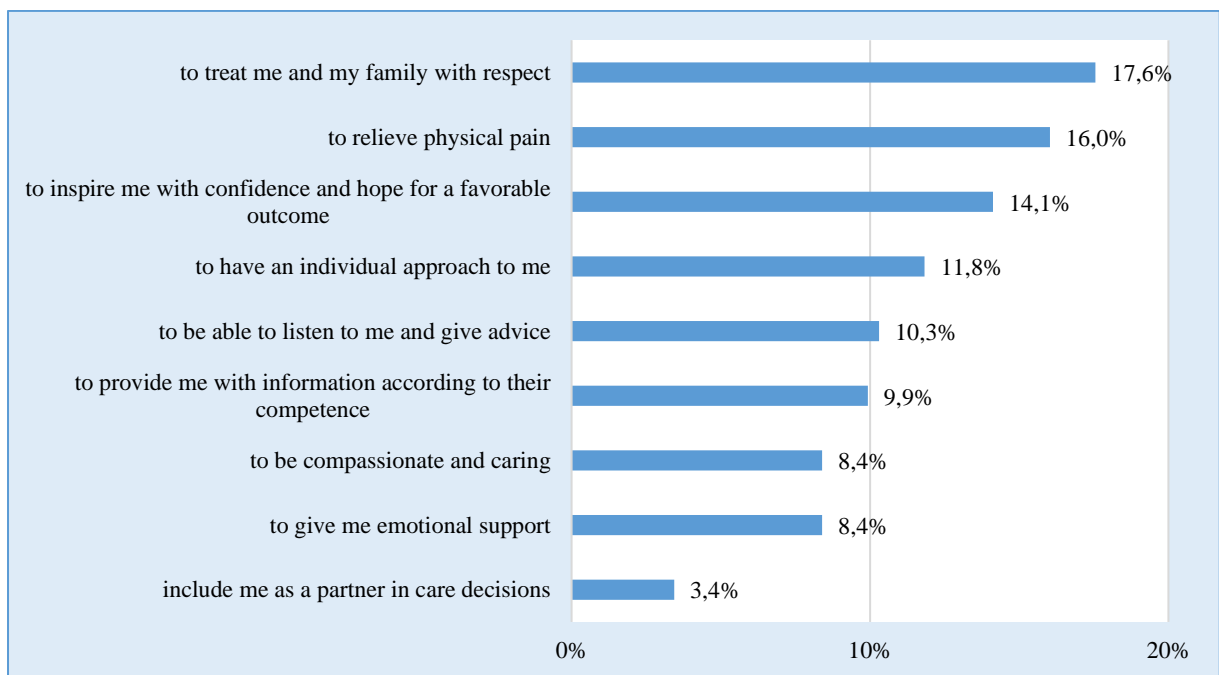 to treat me and my family with respect
17,6%
to relieve physical pain
16,0%
to inspire me with confidence and hope for a favorable
outcome
14,1%
to have an individual approach to me
11,8%
to be able to listen to me and give advice
10,3%
to provide me with information according to their
competence
9,9%
to be compassionate and caring
8,4%
to give me emotional support
8,4%
include me as a partner in care decisions
3,4%
0%
10%
20%